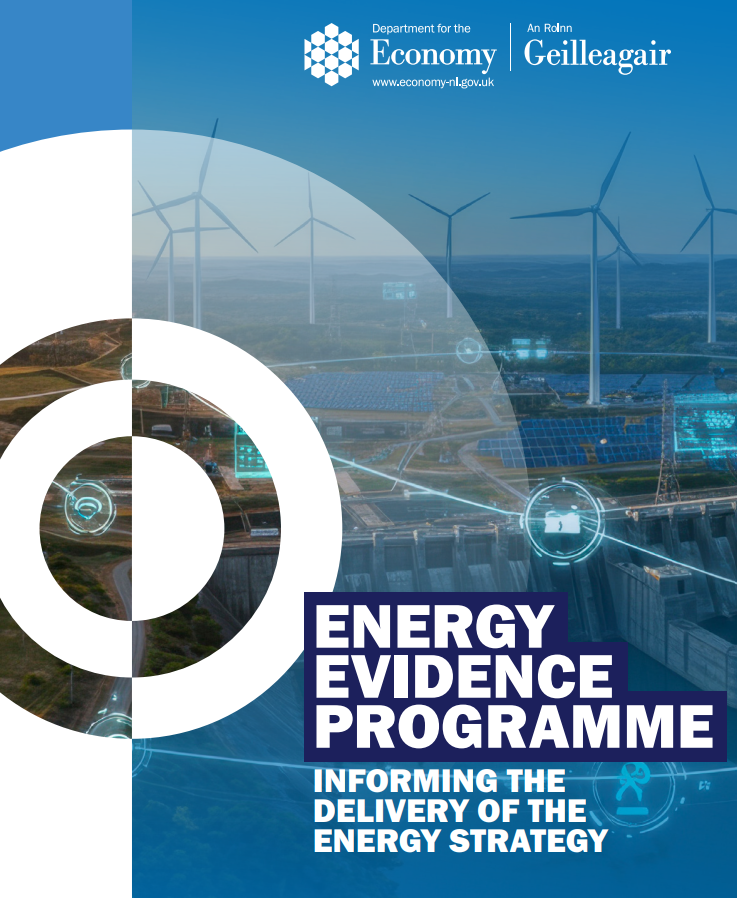 Department for the
Economy
www.economy-ni.gov.uk
An Roinn
Geilleagair
ENERGY
EVIDENCE
PROGRAMME
INFORMING THE
DELIVERY OF THE
ENERGY STRATEGY